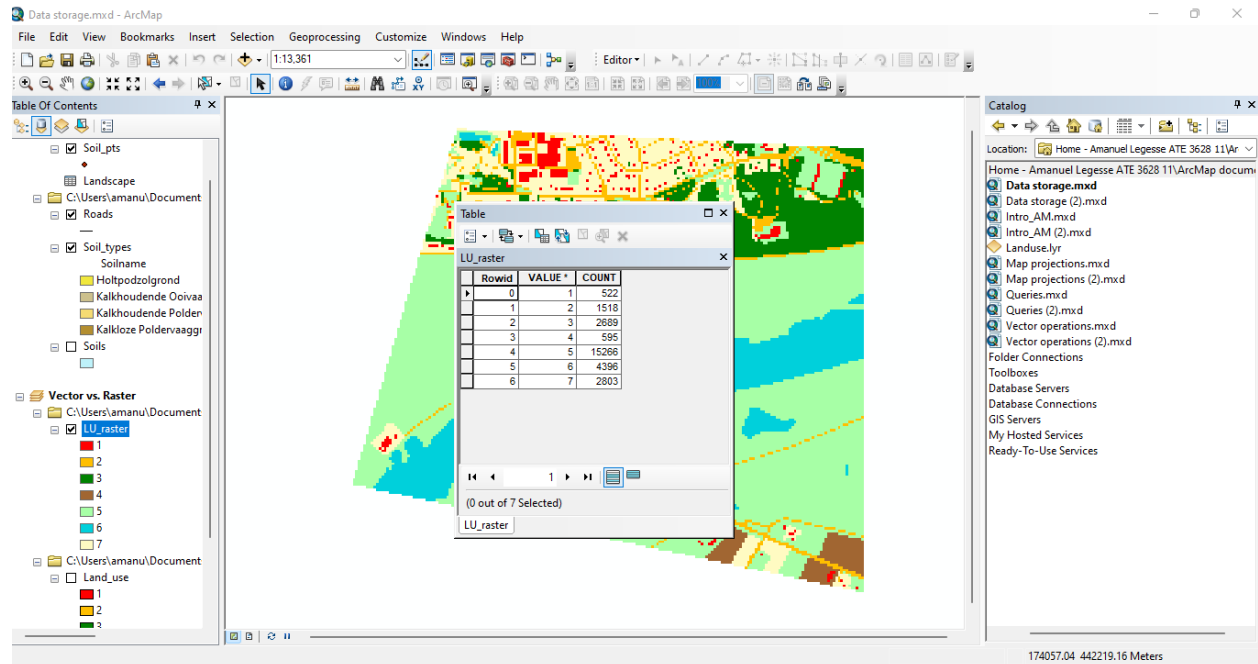 Data storage.mxd - ArcMap
File Edit View Bookmarks Insert Selection Geoprocessing Customize Windows Help
1:13,361
Editor
Table Of Contents
Soil_pts
Landscape
C:\Users\amanu\Document
Roads
Soil_types
Soilname
Holtpodzolgrond
Kalkhoudende Ooivaa
Kalkhoudende Polder
Kalkloze Poldervaaggr
Soils
Vector vs. Raster
C:\Users\amanu\Document
LU_raster
1
2
3
4
5
6
7
C:\Users\amanu\Document
Land_use
1
2
3
Table
LU_raster
Rowid VALUE * COUNT
0 1 522
1 2 1518
2 3 2689
3 4 595
4 5 15266
5 6 4396
6 7 2803
1
(0 out of 7 Selected)
LU_raster
Catalog
Location: Home - Amanuel Legesse ATE 3628 11\Ar
Home - Amanuel Legesse ATE 3628 11\ArcMap docum
Data storage.mxd
Data storage (2).mxd
Intro_AM.mxd
Intro_AM (2).mxd
Landuse.lyr
Map projections.mxd
Map projections (2).mxd
Queries.mxd
Queries (2).mxd
Vector operations.mxd
Vector operations (2).mxd
Folder Connections
Toolboxes
Database Servers
Database Connections
GIS Servers
My Hosted Services
Ready-To-Use Services
174057.04 442219.16 Meters